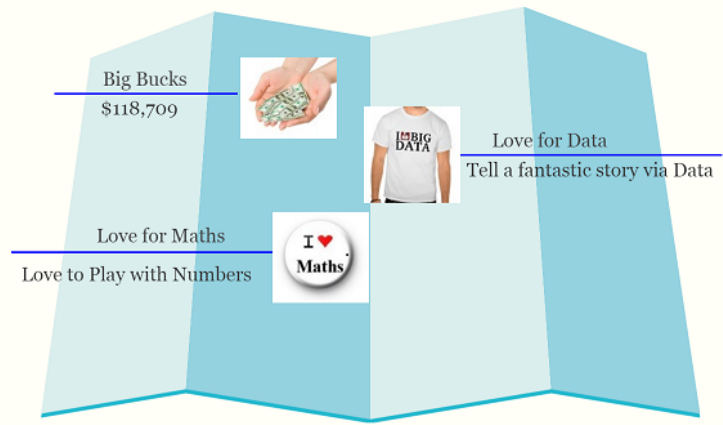 Big Bucks
$118,709
I BIG
DATA
Love for Data
Tell a fantastic story via Data
Love for Maths
Love to Play with Numbers
I ♥
Maths